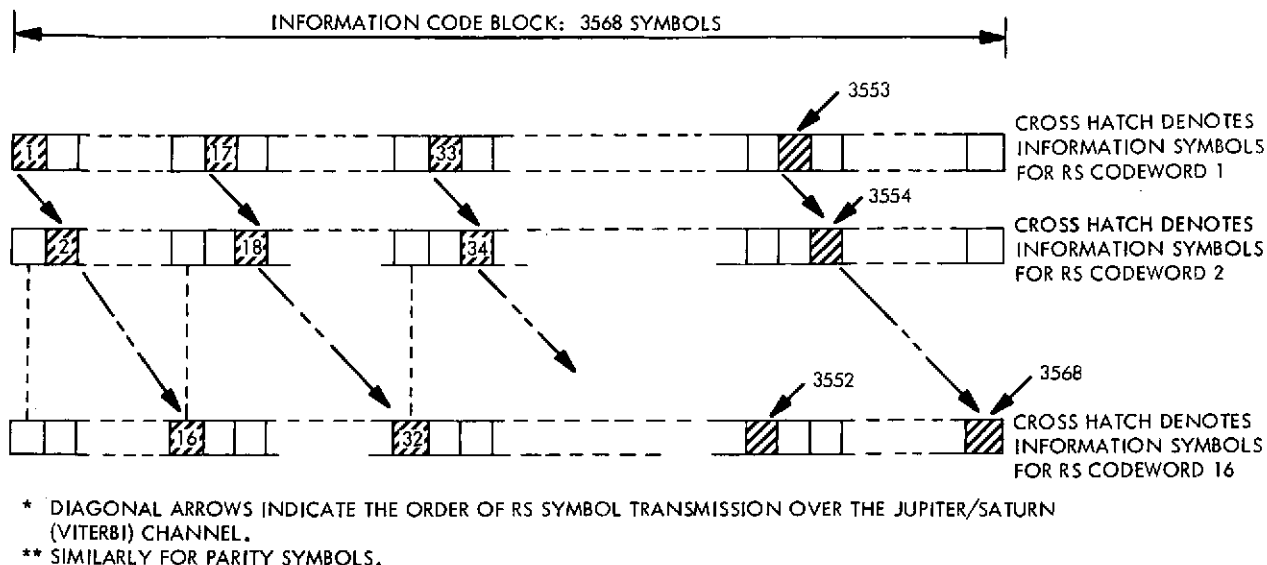 INFORMATION CODE BLOCK: 3568 SYMBOLS
3553
1
17
33
CROSS HATCH DENOTES
INFORMATION SYMBOLS
FOR RS CODEWORD 1
3554
2
18
34
CROSS HATCH DENOTES
INFORMATION SYMBOLS
FOR RS CODEWORD 2
3552
3568
16
32
CROSS HATCH DENOTES
INFORMATION SYMBOLS
FOR RS CODEWORD 16
* DIAGONAL ARROWS INDICATE THE ORDER OF RS SYMBOL TRANSMISSION OVER THE JUPITER/SATURN
(VITERBI) CHANNEL.
** SIMILARLY FOR PARITY SYMBOLS.